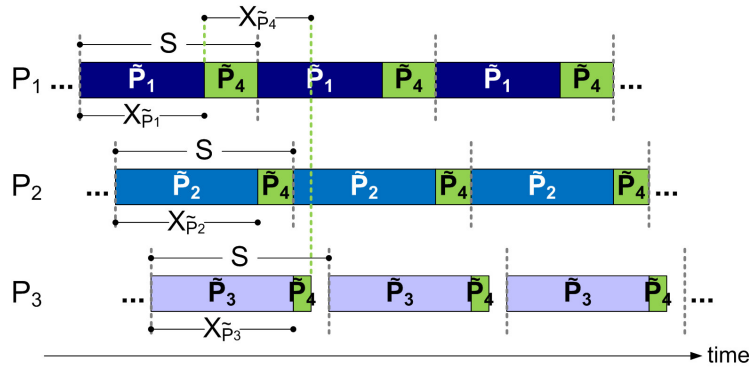 X_P̃4
S
P1 ... P̃1 P̃4 P̃1 P̃4 P̃1 P̃4 ...
X_P̃1
S
P2 ... P̃2 P̃4 P̃2 P̃4 P̃2 P̃4 ...
X_P̃2
S
P3 ... P̃3 P̃4 P̃3 P̃4 P̃3 P̃4 ...
X_P̃3
time